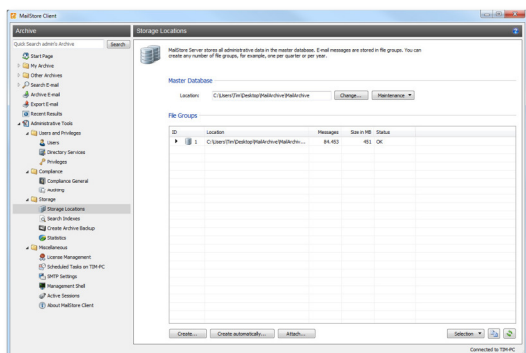 MailStore Client
Archive
Storage Locations
Quick Search admin's Archive
Search
Start Page
My Archive
Other Archives
Search E-mail
Archive E-mail
Export E-mail
Recent Results
Administrative Tools
Users and Privileges
Users
Directory Services
Privileges
Compliance
Compliance General
Auditing
Storage
Storage Locations
Search Indexes
Create Archive Backup
Statistics
Miscellaneous
License Management
Scheduled Tasks on TIM-PC
SMTP Settings
Management Shell
Active Sessions
About MailStore Client
MailStore Server stores all administrative data in the master database. E-mail messages are stored in file groups. You can
create any number of file groups, for example, one per quarter or per year.
Master Database
Location: C:\Users\Tim\Desktop\MailArchive\MailArchive Change... Maintenance
File Groups
ID Location Messages Size in MB Status
1 C:\Users\Tim\Desktop\MailArchive\MailArchiv... 84.453 451 OK
Create... Create automatically... Attach... Selection
Connected to TIM-PC